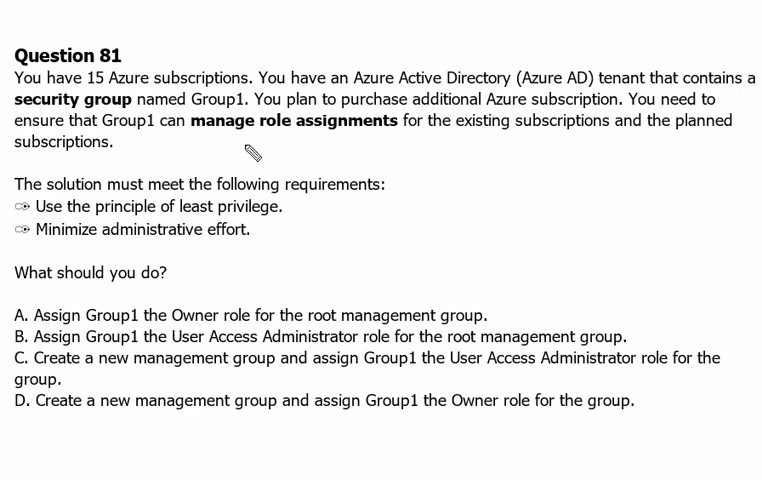 Question 81
You have 15 Azure subscriptions. You have an Azure Active Directory (Azure AD) tenant that contains a
security group named Group1. You plan to purchase additional Azure subscription. You need to
ensure that Group1 can manage role assignments for the existing subscriptions and the planned
subscriptions.
The solution must meet the following requirements:
Use the principle of least privilege.
Minimize administrative effort.
What should you do?
A. Assign Group1 the Owner role for the root management group.
B. Assign Group1 the User Access Administrator role for the root management group.
C. Create a new management group and assign Group1 the User Access Administrator role for the
group.
D. Create a new management group and assign Group1 the Owner role for the group.